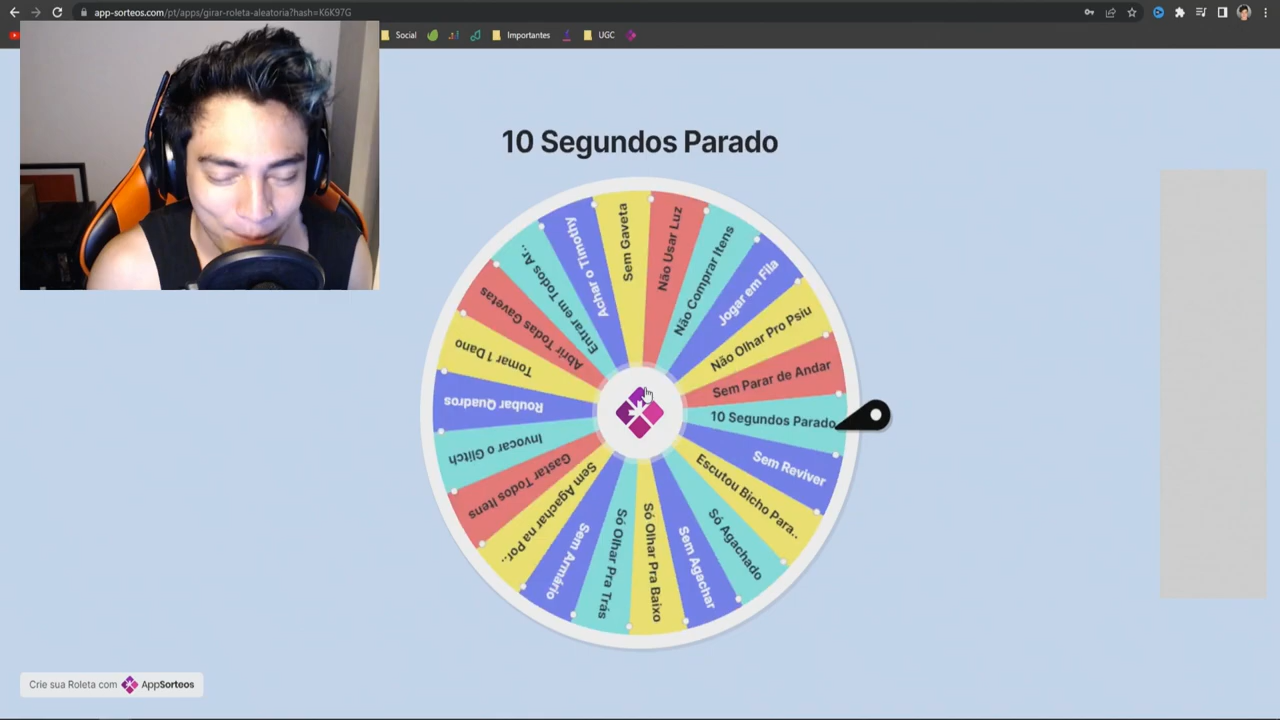 app-sorteos.com/pt/apps/girar-roleta-aleatoria?hash=K6K97G
Social
Importantes
UGC
10 Segundos Parado
Sem Gaveta
Não Usar Luz
Não Comprar Itens
Jogar em Fila
Não Olhar Pro Psiu
Sem Parar de Andar
10 Segundos Parado
Sem Reviver
Escutou Bicho Para..
Só Agachado
Sem Agachar
Só Olhar Pra Baixo
Só Olhar Pra Trás
Sem Armário
Sem Agachar na Por..
Gastar Todos Itens
Invocar o Glitch
Roubar Quadros
Tomar 1 Dano
Abrir Todas Gavetas
Entrar em Todos Ar..
Achar o Timothy
Crie sua Roleta com AppSorteos